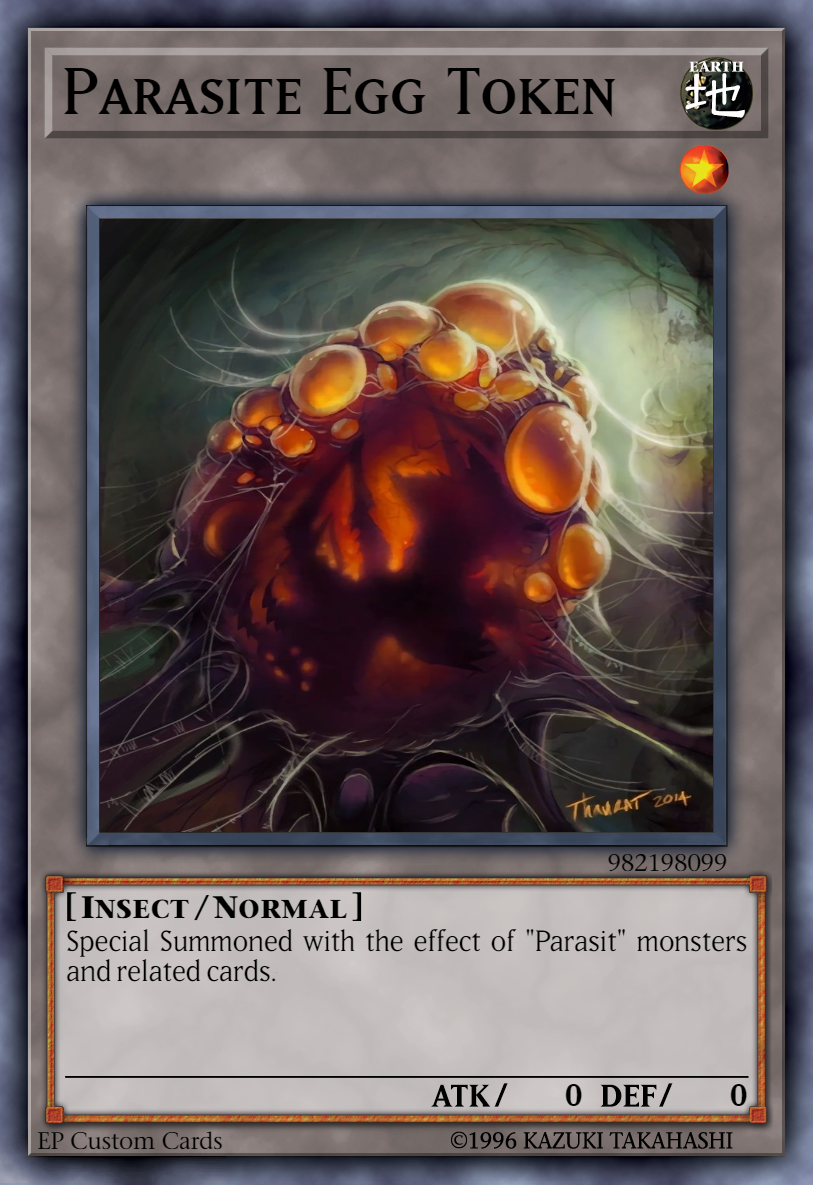 Parasite Egg Token
EARTH
地
Thaurat 2014
982198099
[ Insect / Normal ]
Special Summoned with the effect of "Parasit" monsters
and related cards.
ATK / 0 DEF / 0
EP Custom Cards
©1996 KAZUKI TAKAHASHI